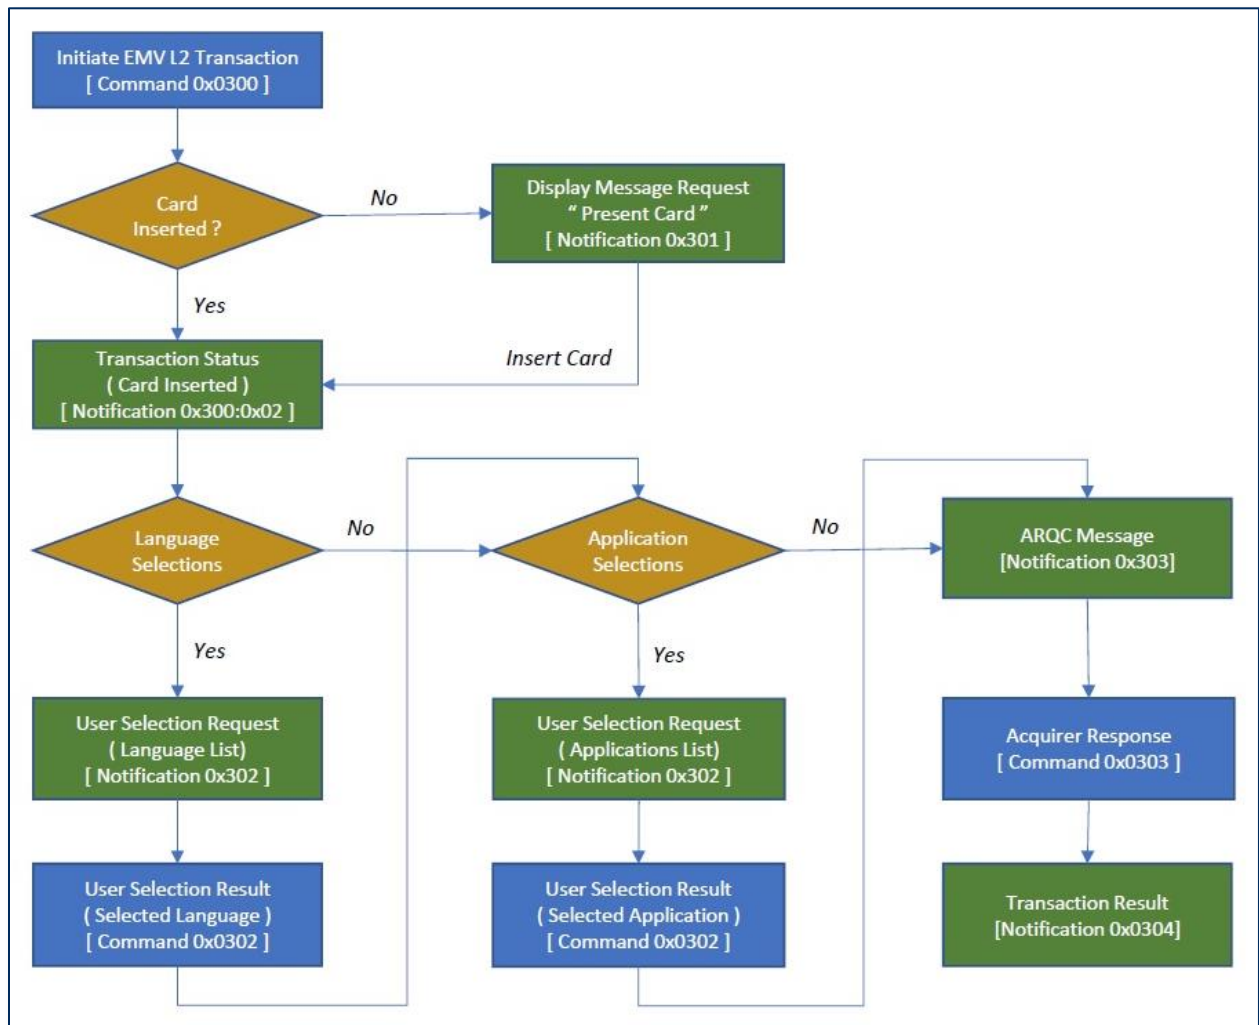 Initiate EMV L2 Transaction
[ Command 0x0300 ]
Card
Inserted ?
No
Display Message Request
“ Present Card ”
[ Notification 0x301 ]
Yes
Insert Card
Transaction Status
( Card Inserted )
[ Notification 0x300:0x02 ]
Language
Selections
No
Application
Selections
No
ARQC Message
[Notification 0x303]
Yes
Yes
User Selection Request
( Language List)
[ Notification 0x302 ]
User Selection Request
( Applications List)
[ Notification 0x302 ]
Acquirer Response
[ Command 0x0303 ]
User Selection Result
( Selected Language )
[ Command 0x0302 ]
User Selection Result
( Selected Application )
[ Command 0x0302 ]
Transaction Result
[Notification 0x0304]